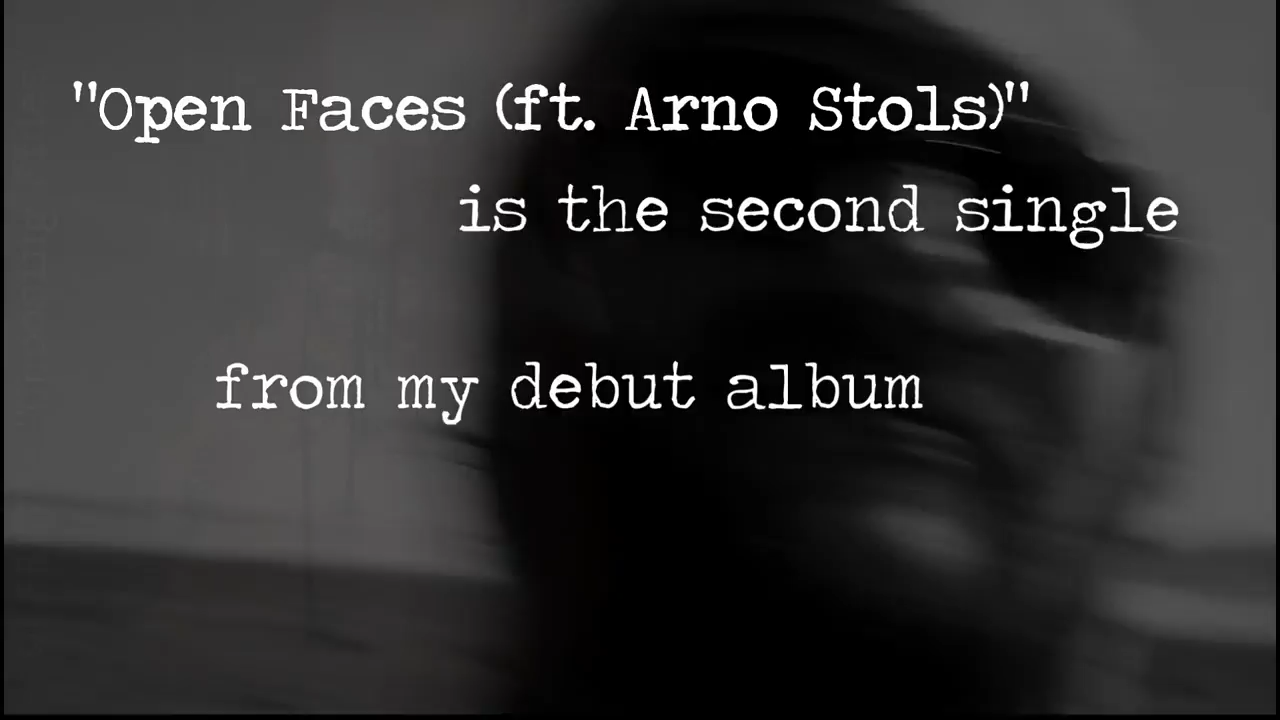 "Open Faces (ft. Arno Stols)"
is the second single
from my debut album